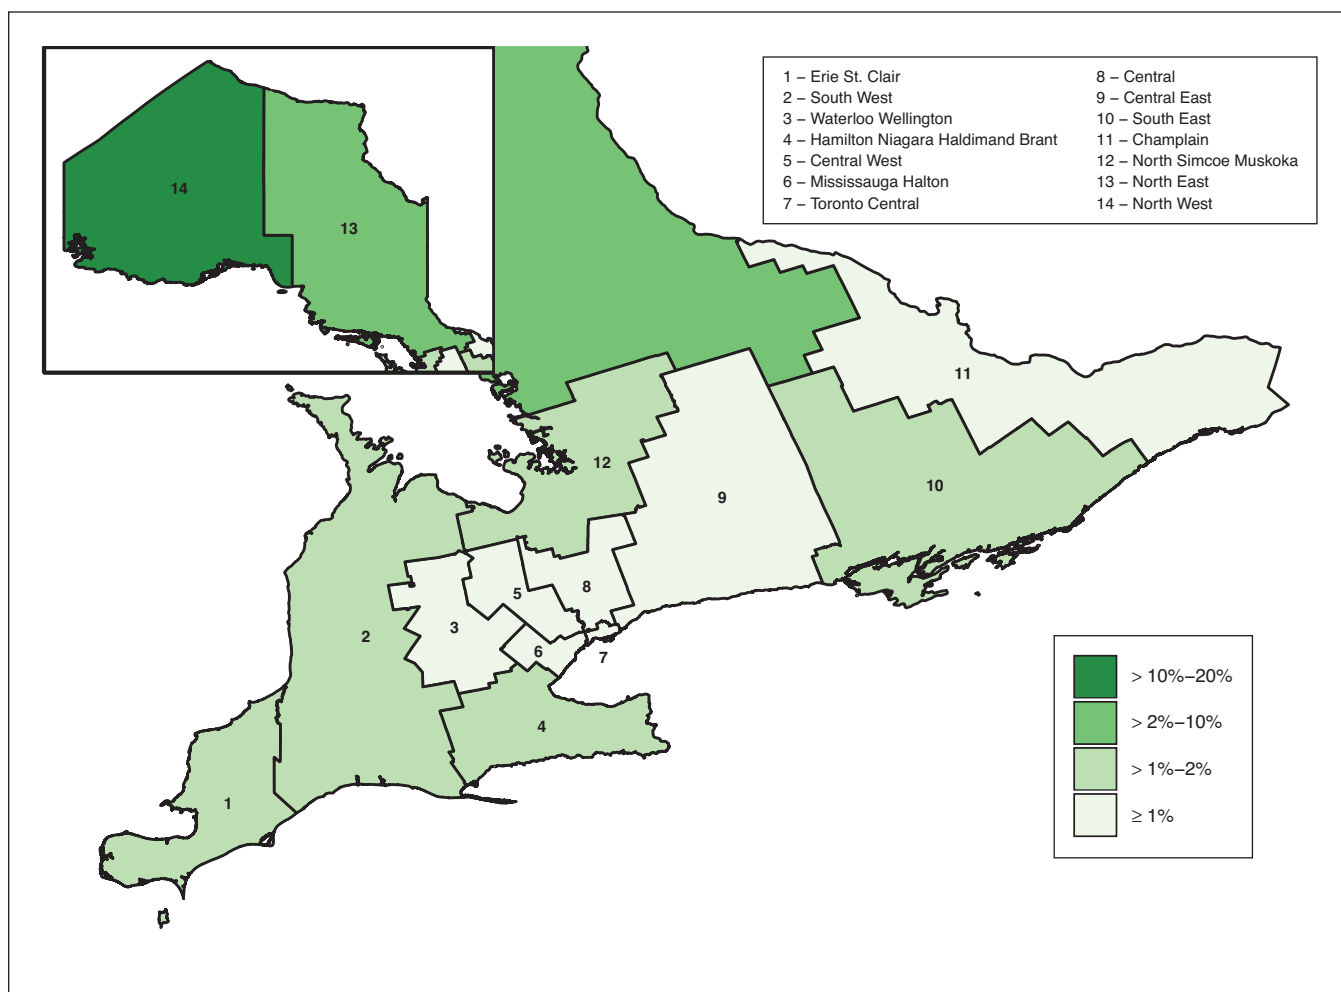 1 – Erie St. Clair
2 – South West
3 – Waterloo Wellington
4 – Hamilton Niagara Haldimand Brant
5 – Central West
6 – Mississauga Halton
7 – Toronto Central
8 – Central
9 – Central East
10 – South East
11 – Champlain
12 – North Simcoe Muskoka
13 – North East
14 – North West
14
13
11
12
10
9
5
8
3
2
6
7
4
1
> 10%–20%
> 2%–10%
> 1%–2%
≥ 1%